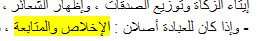 إيتاء الزكاة وتوزيع الصدقات ، وإظهار الشعائر ،
- وإذا كان للعبادة أصلان : الإخلاص والمتابعة ،